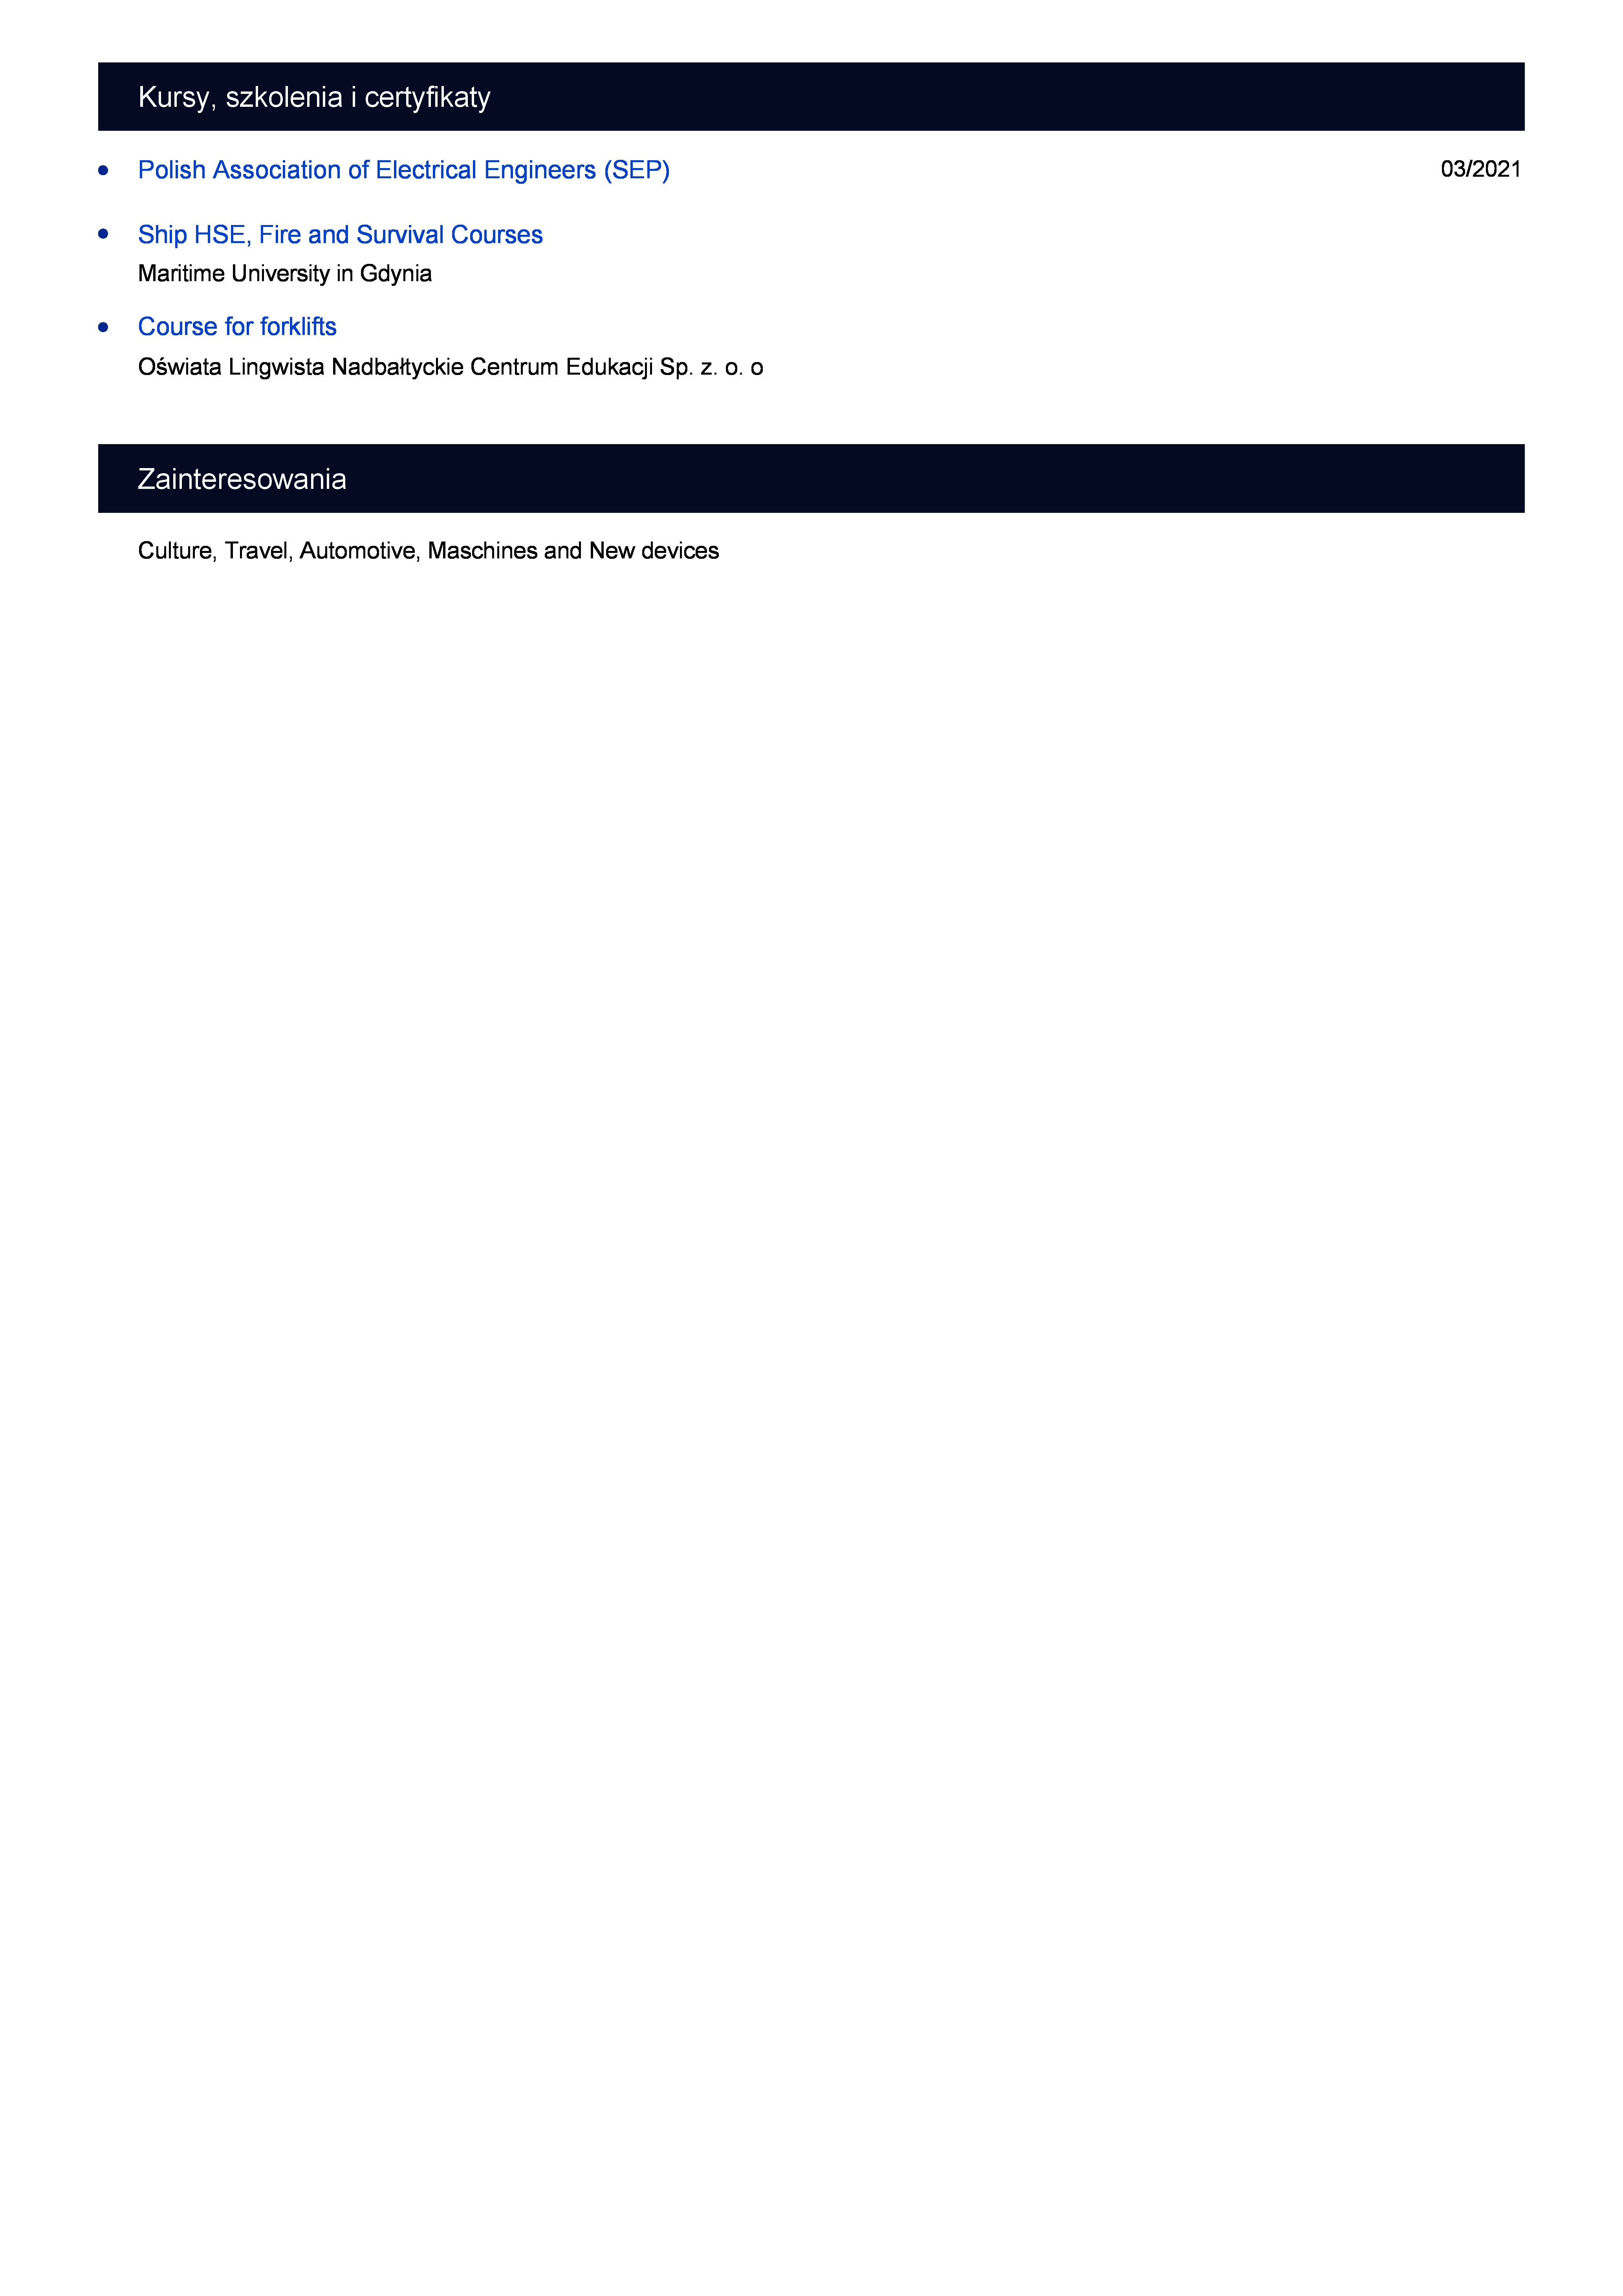 Kursy, szkolenia i certyfikaty
Polish Association of Electrical Engineers (SEP) 03/2021
Ship HSE, Fire and Survival Courses
Maritime University in Gdynia
Course for forklifts
Oświata Lingwista Nadbałtyckie Centrum Edukacji Sp. z. o. o
Zainteresowania
Culture, Travel, Automotive, Maschines and New devices